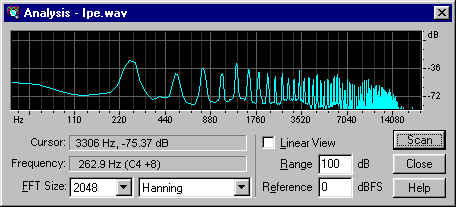 Analysis - lpe.wav
dB
-36
-72
Hz 110 220 440 880 1760 3520 7040 14080
Cursor: 3306 Hz, -75.37 dB
Frequency: 262.9 Hz (C4 +8)
FFT Size: 2048 Hanning
Linear View
Range 100 dB
Reference 0 dBFS
Scan
Close
Help